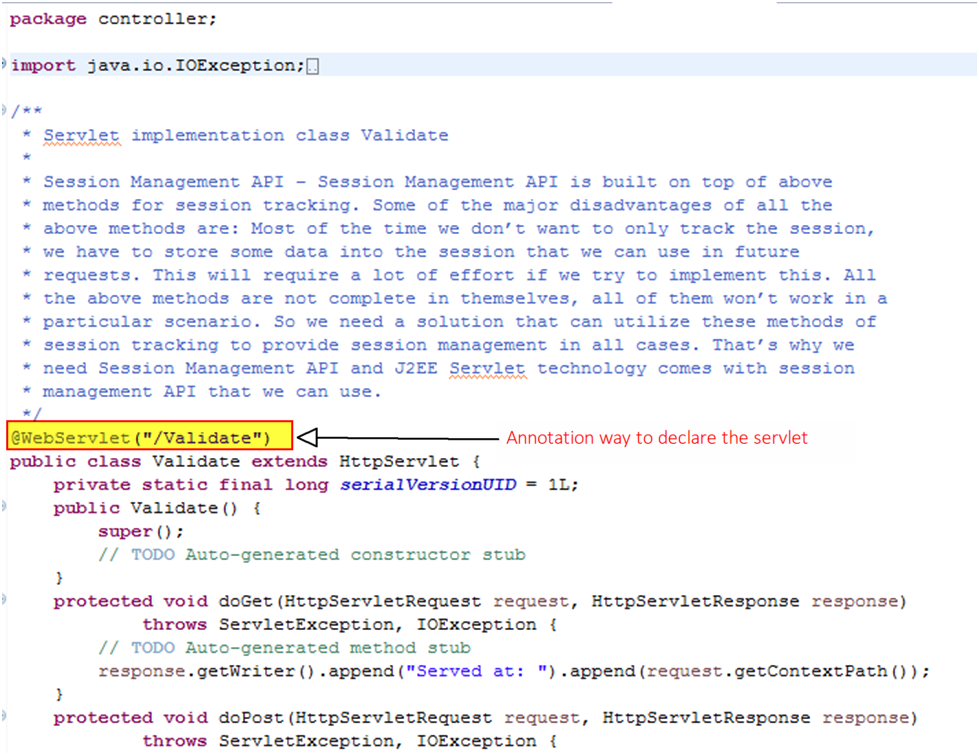 package controller;
import java.io.IOException;
/**
* Servlet implementation class Validate
*
* Session Management API – Session Management API is built on top of above
* methods for session tracking. Some of the major disadvantages of all the
* above methods are: Most of the time we don’t want to only track the session,
* we have to store some data into the session that we can use in future
* requests. This will require a lot of effort if we try to implement this. All
* the above methods are not complete in themselves, all of them won’t work in a
* particular scenario. So we need a solution that can utilize these methods of
* session tracking to provide session management in all cases. That’s why we
* need Session Management API and J2EE Servlet technology comes with session
* management API that we can use.
*/
@WebServlet("/Validate") Annotation way to declare the servlet
public class Validate extends HttpServlet {
private static final long serialVersionUID = 1L;
public Validate() {
super();
// TODO Auto-generated constructor stub
}
protected void doGet(HttpServletRequest request, HttpServletResponse response)
throws ServletException, IOException {
// TODO Auto-generated method stub
response.getWriter().append("Served at: ").append(request.getContextPath());
}
protected void doPost(HttpServletRequest request, HttpServletResponse response)
throws ServletException, IOException {